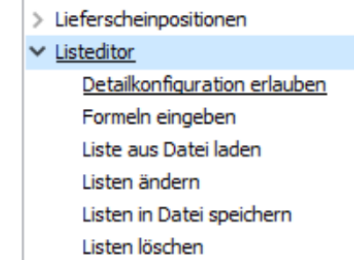 Lieferscheinpositionen
Listeditor
Detailkonfiguration erlauben
Formeln eingeben
Liste aus Datei laden
Listen ändern
Listen in Datei speichern
Listen löschen